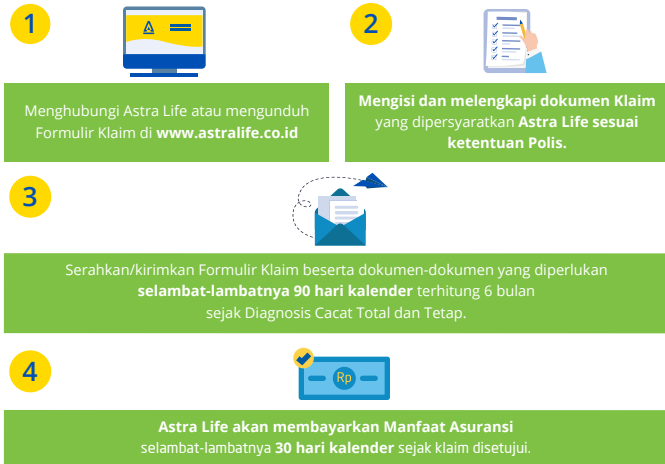 1
Menghubungi Astra Life atau mengunduh
Formulir Klaim di www.astralife.co.id
2
Mengisi dan melengkapi dokumen Klaim
yang dipersyaratkan Astra Life sesuai
ketentuan Polis.
3
Serahkan/kirimkan Formulir Klaim beserta dokumen-dokumen yang diperlukan
selambat-lambatnya 90 hari kalender terhitung 6 bulan
sejak Diagnosis Cacat Total dan Tetap.
4
Rp
Astra Life akan membayarkan Manfaat Asuransi
selambat-lambatnya 30 hari kalender sejak klaim disetujui.